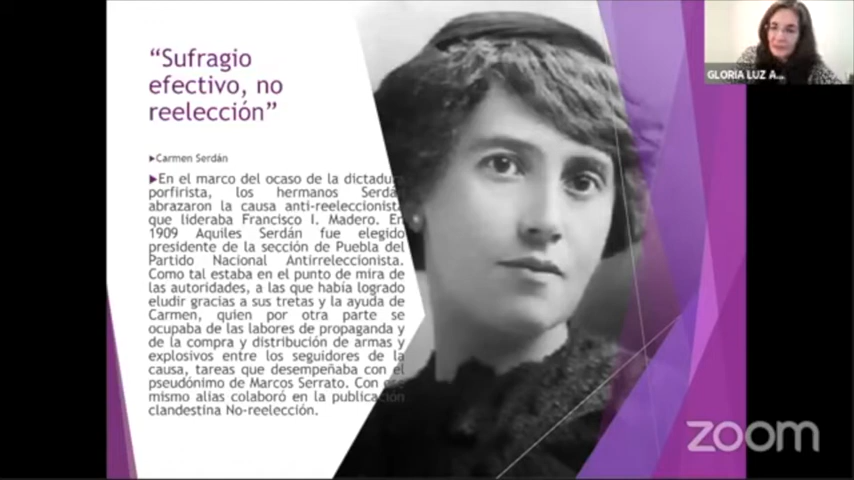 “Sufragio
efectivo, no
reelección”
Carmen Serdán
En el marco del ocaso de la dictadura
porfirista, los hermanos Serdán
abrazaron la causa anti-reeleccionista
que lideraba Francisco I. Madero. En
1909 Aquiles Serdán fue elegido
presidente de la sección de Puebla del
Partido Nacional Antirreleccionista.
Como tal estaba en el punto de mira de
las autoridades, a las que había logrado
eludir gracias a sus tretas y la ayuda de
Carmen, quien por otra parte se
ocupaba de las labores de propaganda y
de la compra y distribución de armas y
explosivos entre los seguidores de la
causa, tareas que desempeñaba con el
pseudónimo de Marcos Serrato. Con ese
mismo alias colaboró en la publicación
clandestina No-reelección.
GLORIA LUZ A...
zoom